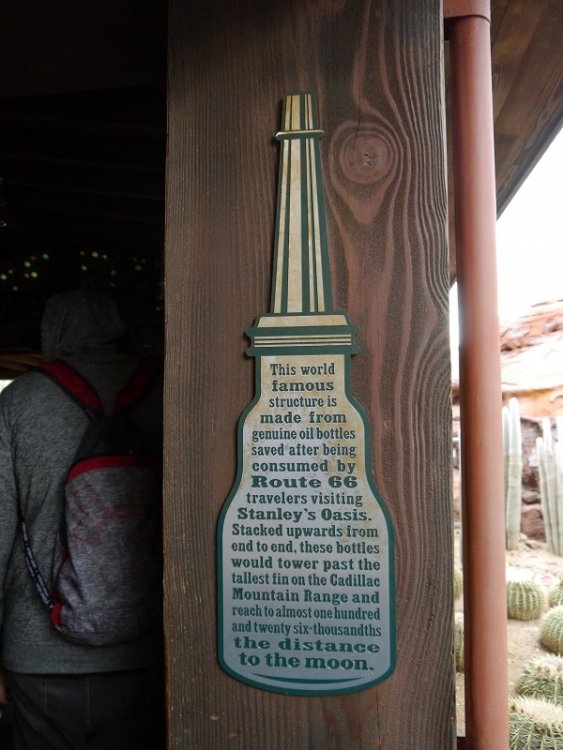 This world
famous
structure is
made from
genuine oil bottles
saved after being
consumed by
Route 66
travelers visiting
Stanley's Oasis.
Stacked upwards from
end to end, these bottles
would tower past the
tallest fin on the Cadillac
Mountain Range and
reach to almost one hundred
and twenty six-thousandths
the distance
to the moon.